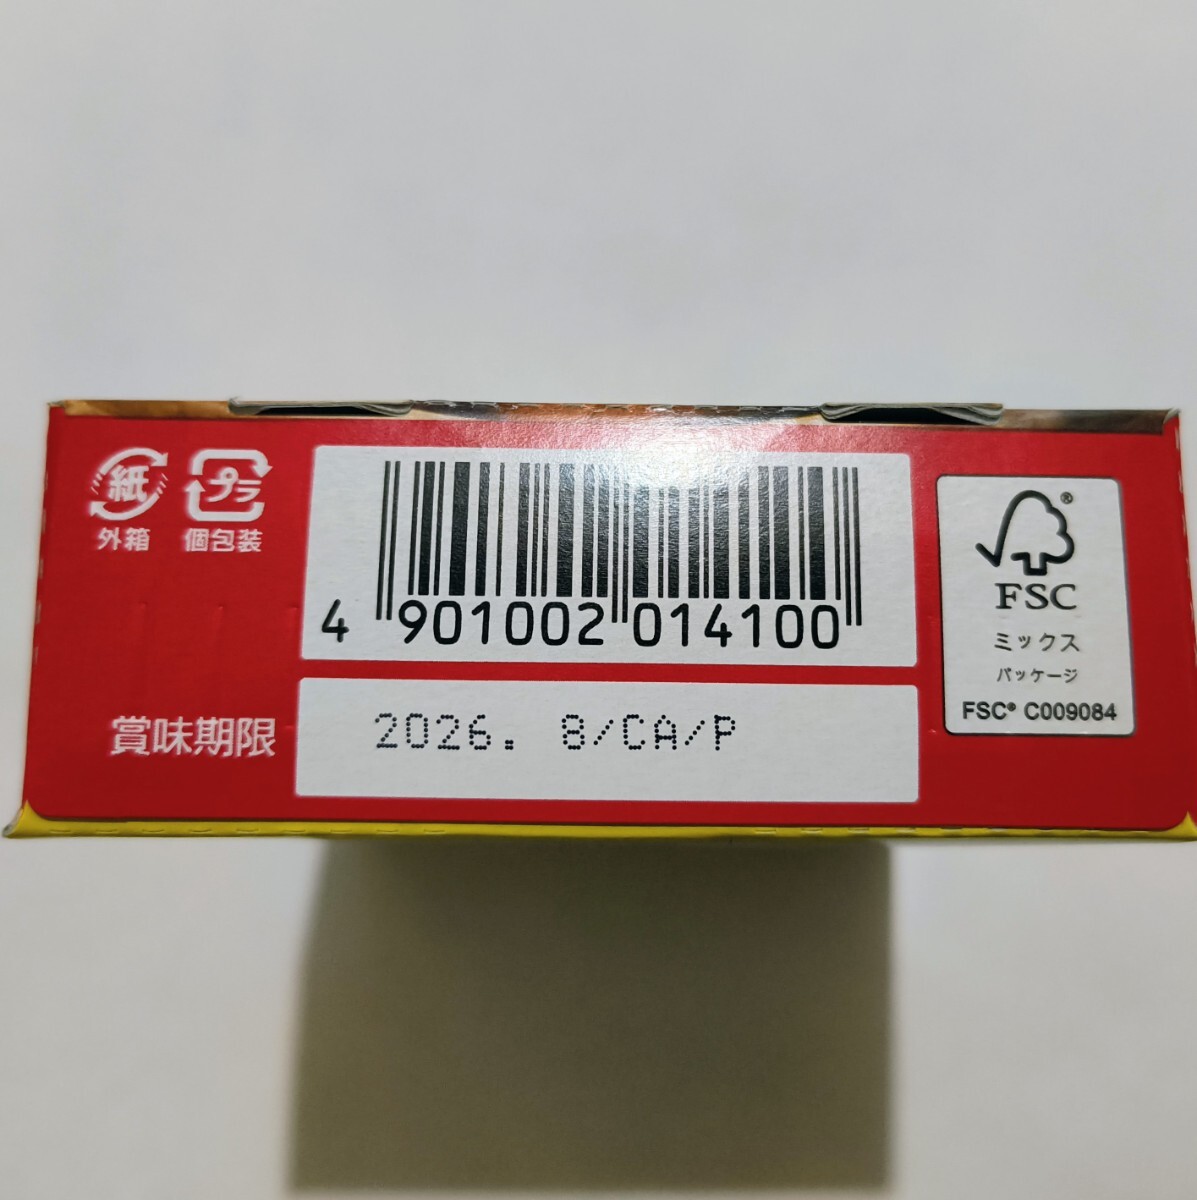 紙 プラ
外箱 個包装
4 901002 014100
賞味期限 2026. 8/CA/P
®
FSC
ミックス
パッケージ
FSC® C009084